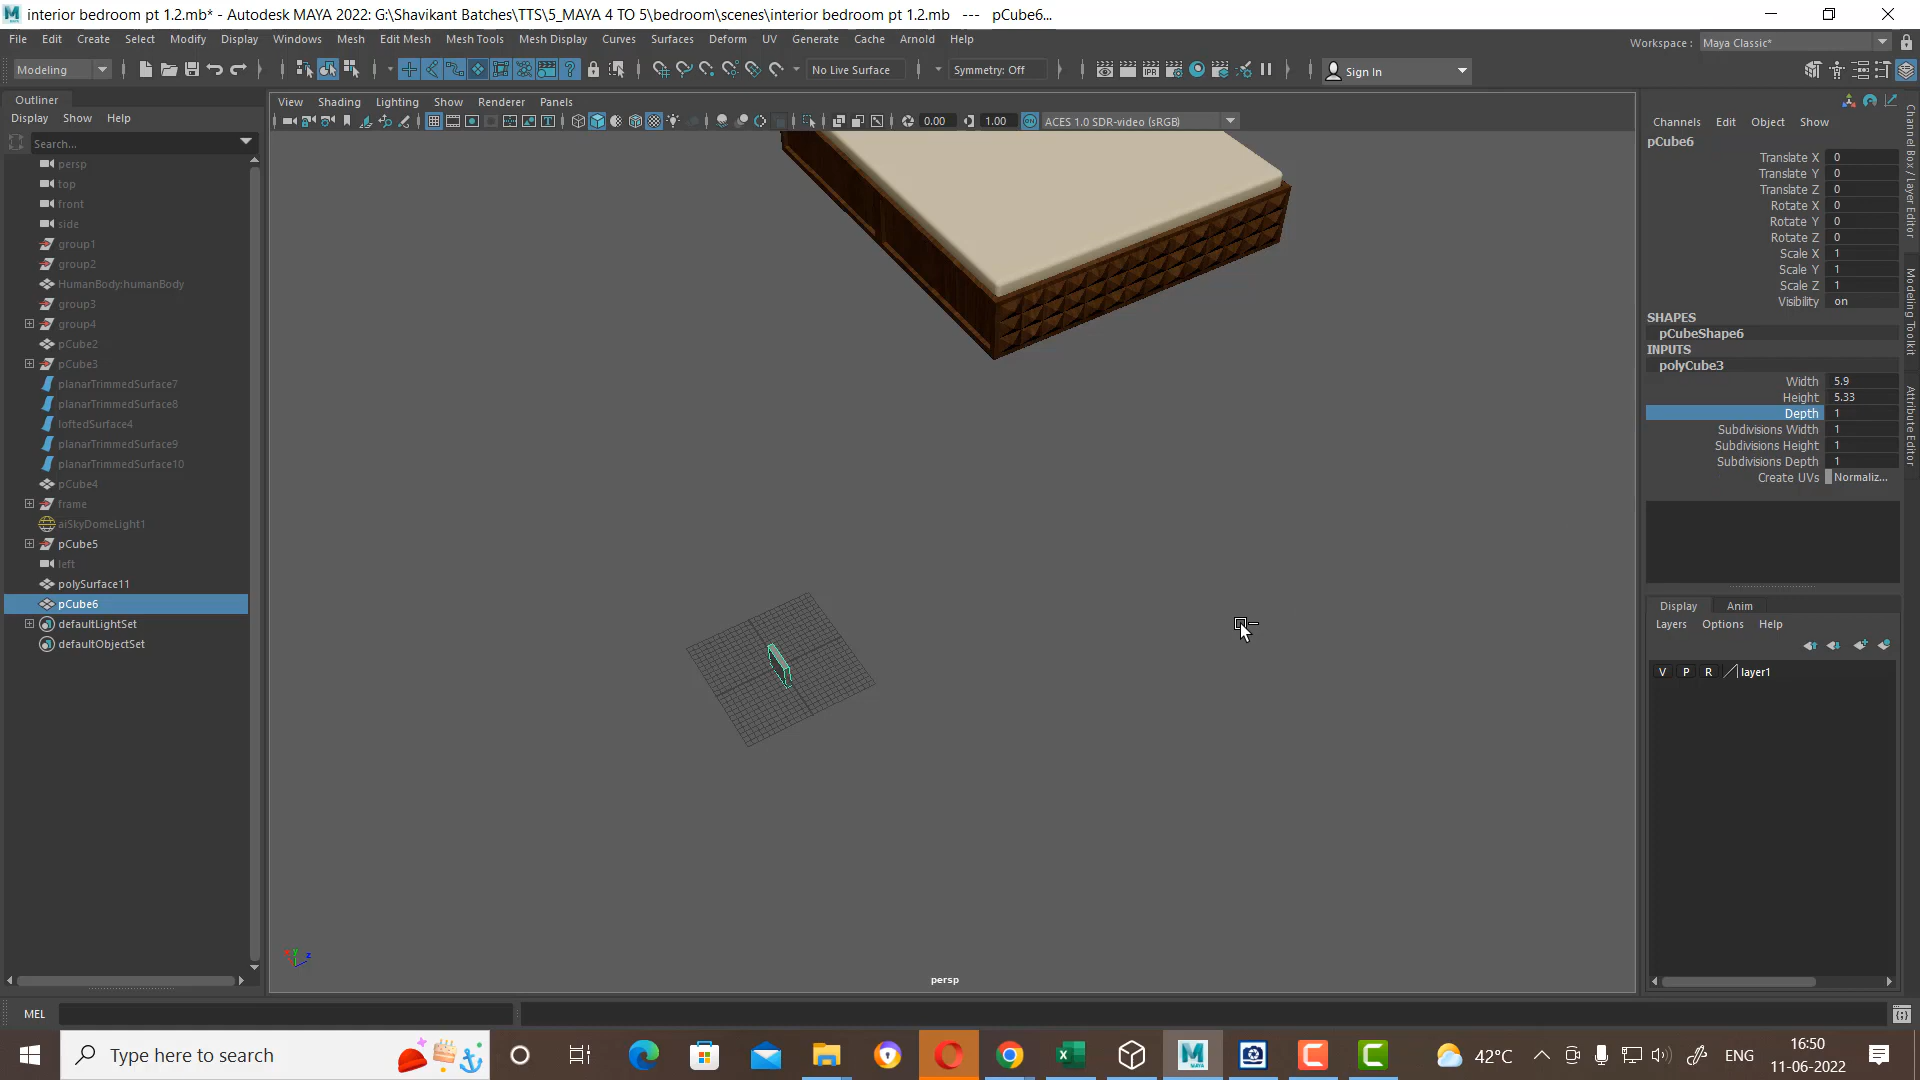 interior bedroom pt 1.2.mb* - Autodesk MAYA 2022: G:\Shavikant Batches\TTS\5_MAYA 4 TO 5\bedroom\scenes\interior bedroom pt 1.2.mb --- pCube6...
File Edit Create Select Modify Display Windows Mesh Edit Mesh Mesh Tools Mesh Display Curves Surfaces Deform UV Generate Cache Arnold Help
Workspace : Maya Classic*
Modeling
No Live Surface
Symmetry: Off
Sign In
Outliner
Display Show Help
Search...
persp
top
front
side
group1
group2
HumanBody:humanBody
group3
group4
pCube2
pCube3
planarTrimmedSurface7
planarTrimmedSurface8
loftedSurface4
planarTrimmedSurface9
planarTrimmedSurface10
pCube4
frame
aiSkyDomeLight1
pCube5
left
polySurface11
pCube6
defaultLightSet
defaultObjectSet
View Shading Lighting Show Renderer Panels
0.00 1.00 ACES 1.0 SDR-video (sRGB)
persp
Channels Edit Object Show
pCube6
Translate X 0
Translate Y 0
Translate Z 0
Rotate X 0
Rotate Y 0
Rotate Z 0
Scale X 1
Scale Y 1
Scale Z 1
Visibility on
SHAPES
pCubeShape6
INPUTS
polyCube3
Width 5.9
Height 5.33
Depth 1
Subdivisions Width 1
Subdivisions Height 1
Subdivisions Depth 1
Create UVs Normaliz...
Display Anim
Layers Options Help
V P R layer1
Channel Box / Layer Editor
Modeling Toolkit
Attribute Editor
MEL
Type here to search
42°C
ENG
16:50
11-06-2022